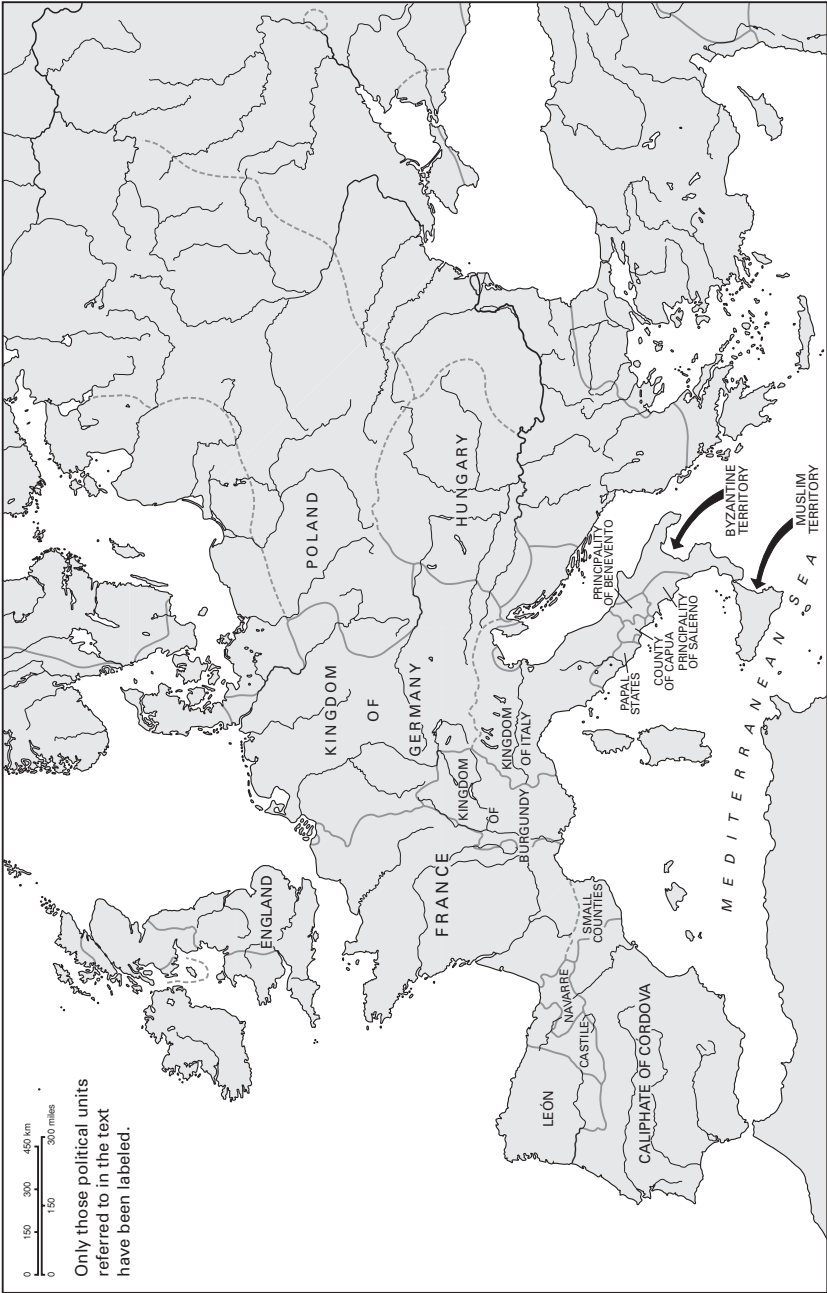 0 150 300 450 km
0 150 300 miles
Only those political units
referred to in the text
have been labeled.
ENGLAND
POLAND
KINGDOM
OF
GERMANY
HUNGARY
FRANCE
KINGDOM
OF
BURGUNDY
KINGDOM
OF ITALY
LEÓN
NAVARRE
CASTILE
SMALL
COUNTIES
CALIPHATE OF CÓRDOVA
PAPAL
STATES
PRINCIPALITY
OF BENEVENTO
COUNTY
OF CAPUA
PRINCIPALITY
OF SALERNO
BYZANTINE
TERRITORY
MUSLIM
TERRITORY
MEDITERRANEAN SEA